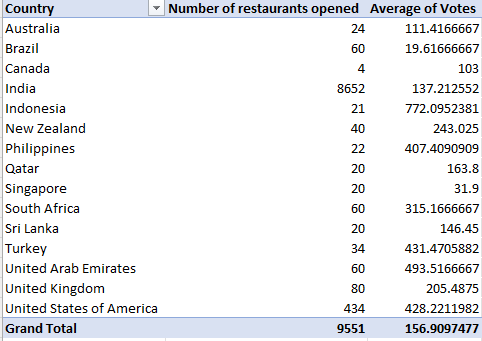 Country Number of restaurants opened Average of Votes
Australia 24 111.4166667
Brazil 60 19.61666667
Canada 4 103
India 8652 137.212552
Indonesia 21 772.0952381
New Zealand 40 243.025
Philippines 22 407.4090909
Qatar 20 163.8
Singapore 20 31.9
South Africa 60 315.1666667
Sri Lanka 20 146.45
Turkey 34 431.4705882
United Arab Emirates 60 493.5166667
United Kingdom 80 205.4875
United States of America 434 428.2211982
Grand Total 9551 156.9097477